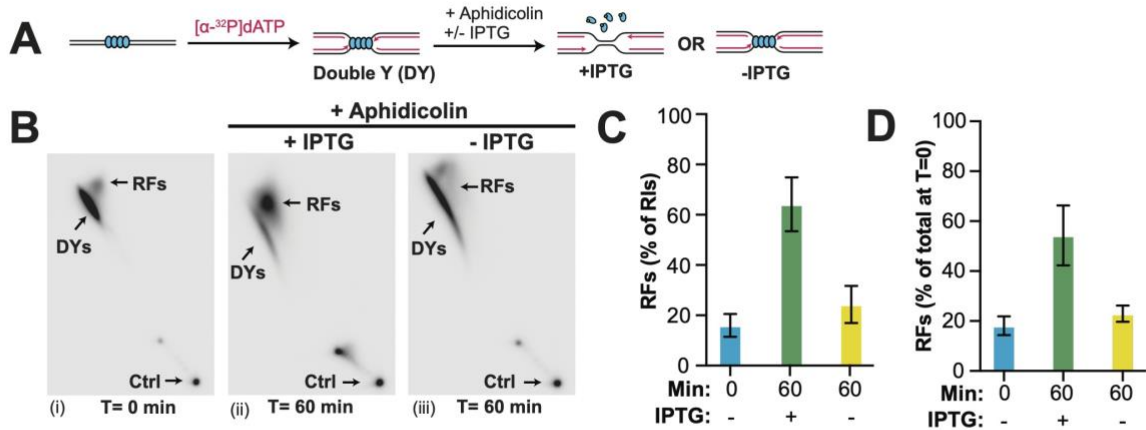 A
[α-³²P]dATP
+ Aphidicolin
+/- IPTG
Double Y (DY)
+IPTG
OR
-IPTG
B
+ Aphidicolin
+ IPTG
- IPTG
RFs
DYs
Ctrl
(i)
T= 0 min
RFs
DYs
Ctrl
(ii)
T= 60 min
RFs
DYs
Ctrl
(iii)
T= 60 min
C
RFs (% of RIs)
100
80
60
40
20
0
Min: 0 60 60
IPTG: - + -
D
RFs (% of total at T=0)
100
80
60
40
20
0
Min: 0 60 60
IPTG: - + -